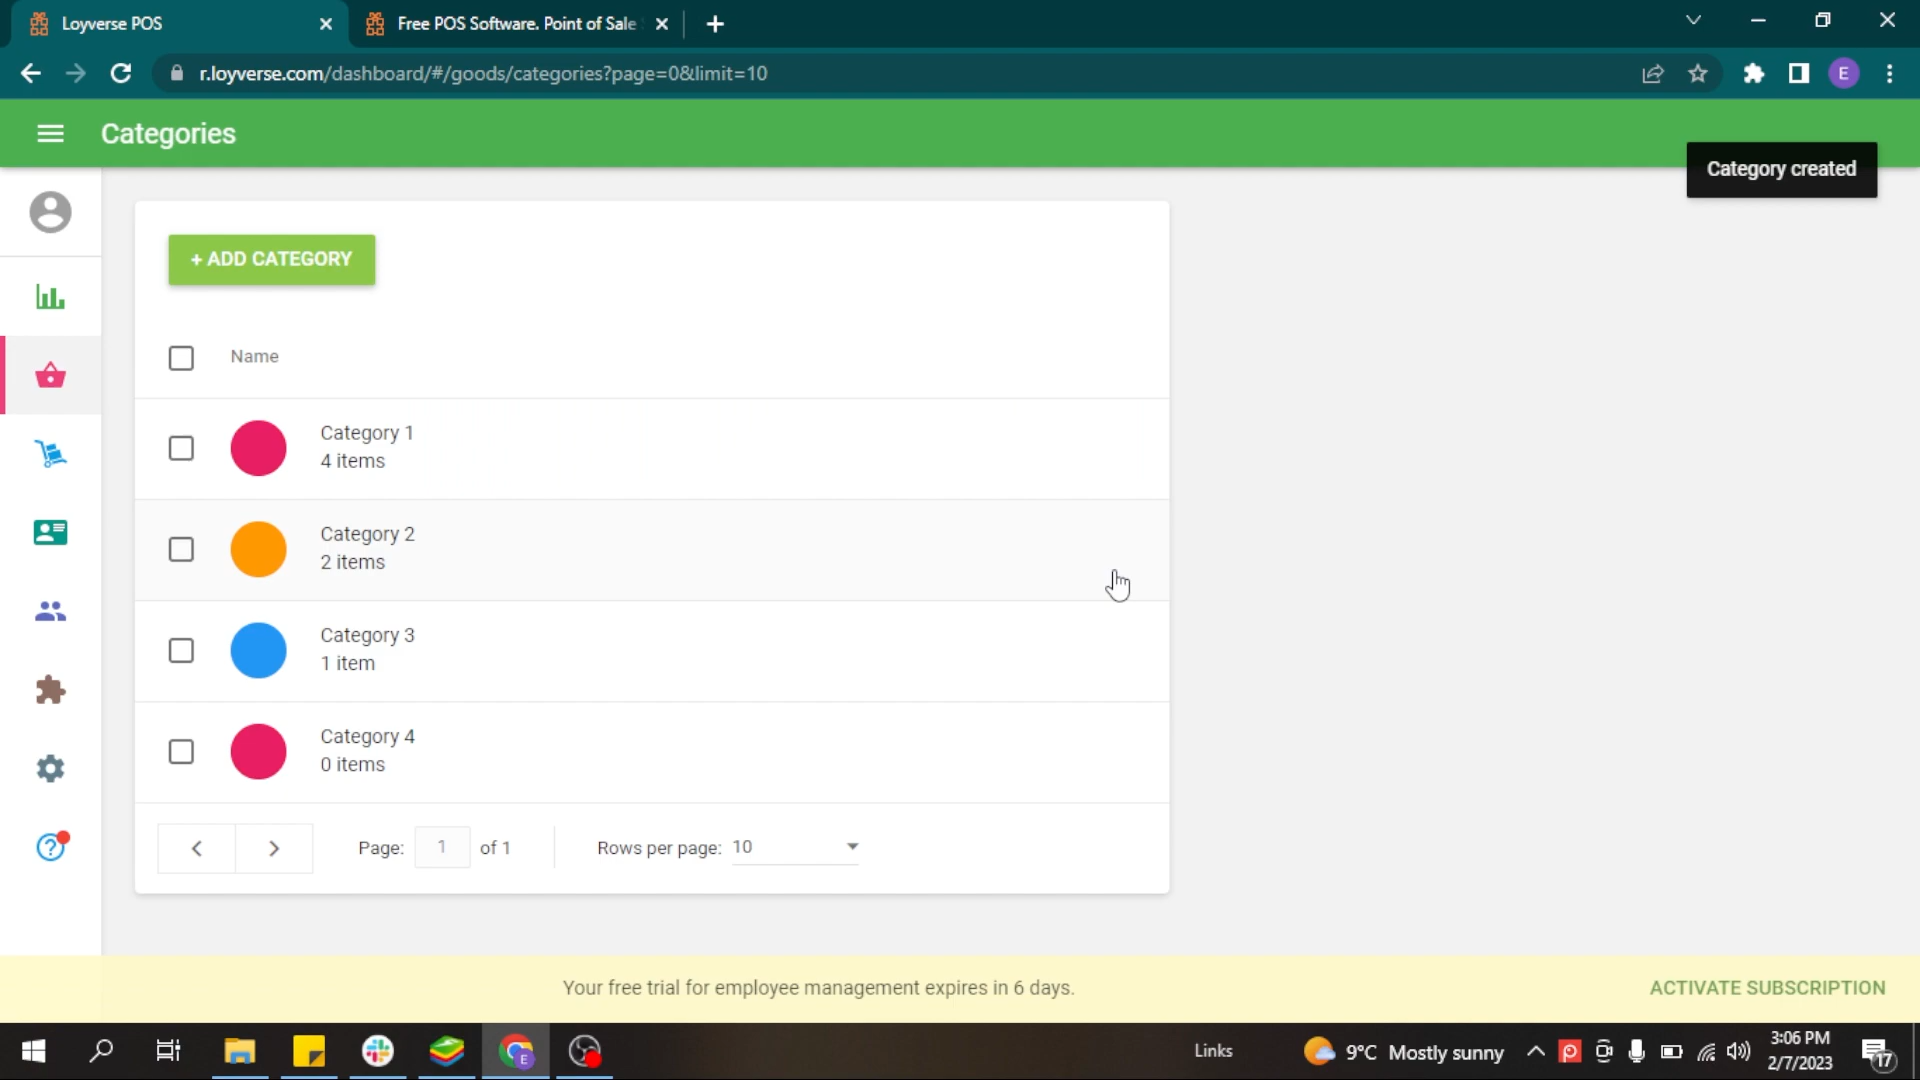 Loyverse POS
Free POS Software. Point of Sale
r.loyverse.com/dashboard/#/goods/categories?page=0&limit=10
E
Categories
Category created
+ ADD CATEGORY
Name
Category 1
4 items
Category 2
2 items
Category 3
1 item
Category 4
0 items
Page: 1 of 1 Rows per page: 10
Your free trial for employee management expires in 6 days. ACTIVATE SUBSCRIPTION
Links
9°C Mostly sunny
3:06 PM
2/7/2023
17